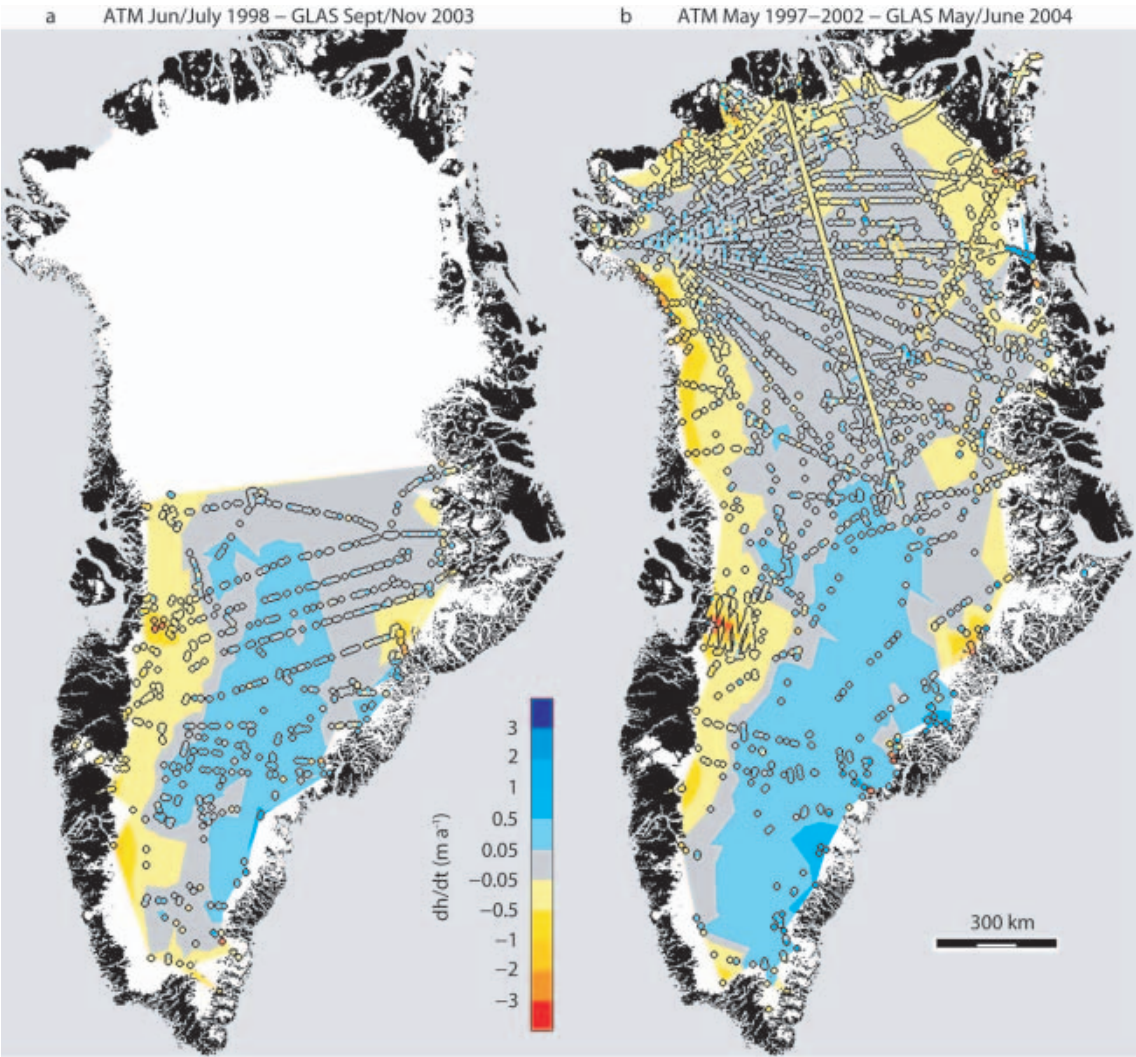 a ATM Jun/July 1998 – GLAS Sept/Nov 2003
b ATM May 1997–2002 – GLAS May/June 2004
dh/dt (m a⁻¹)
3
2
1
0.5
0.05
−0.05
−0.5
−1
−2
−3
300 km